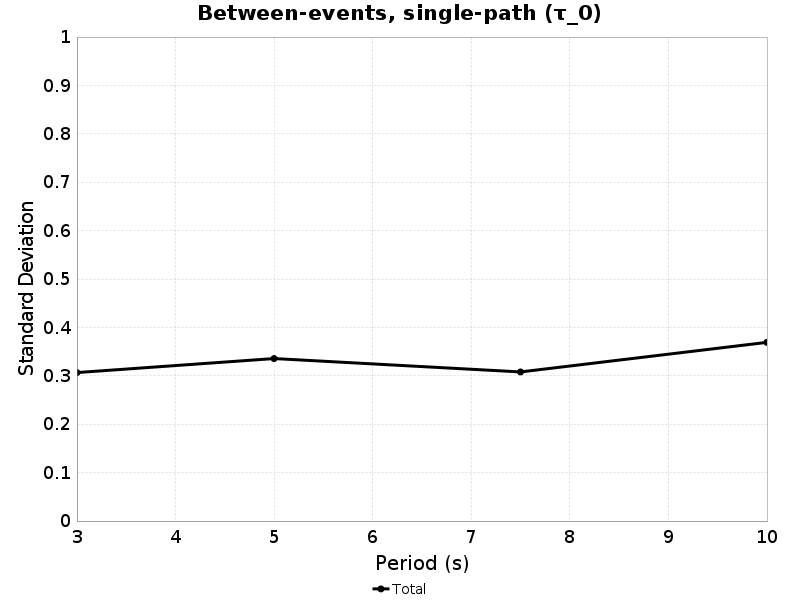 Between-events, single-path (τ_0)
1
0.9
0.8
0.7
0.6
0.5
0.4
0.3
0.2
0.1
0
Standard Deviation
3 4 5 6 7 8 9 10
Period (s)
Total